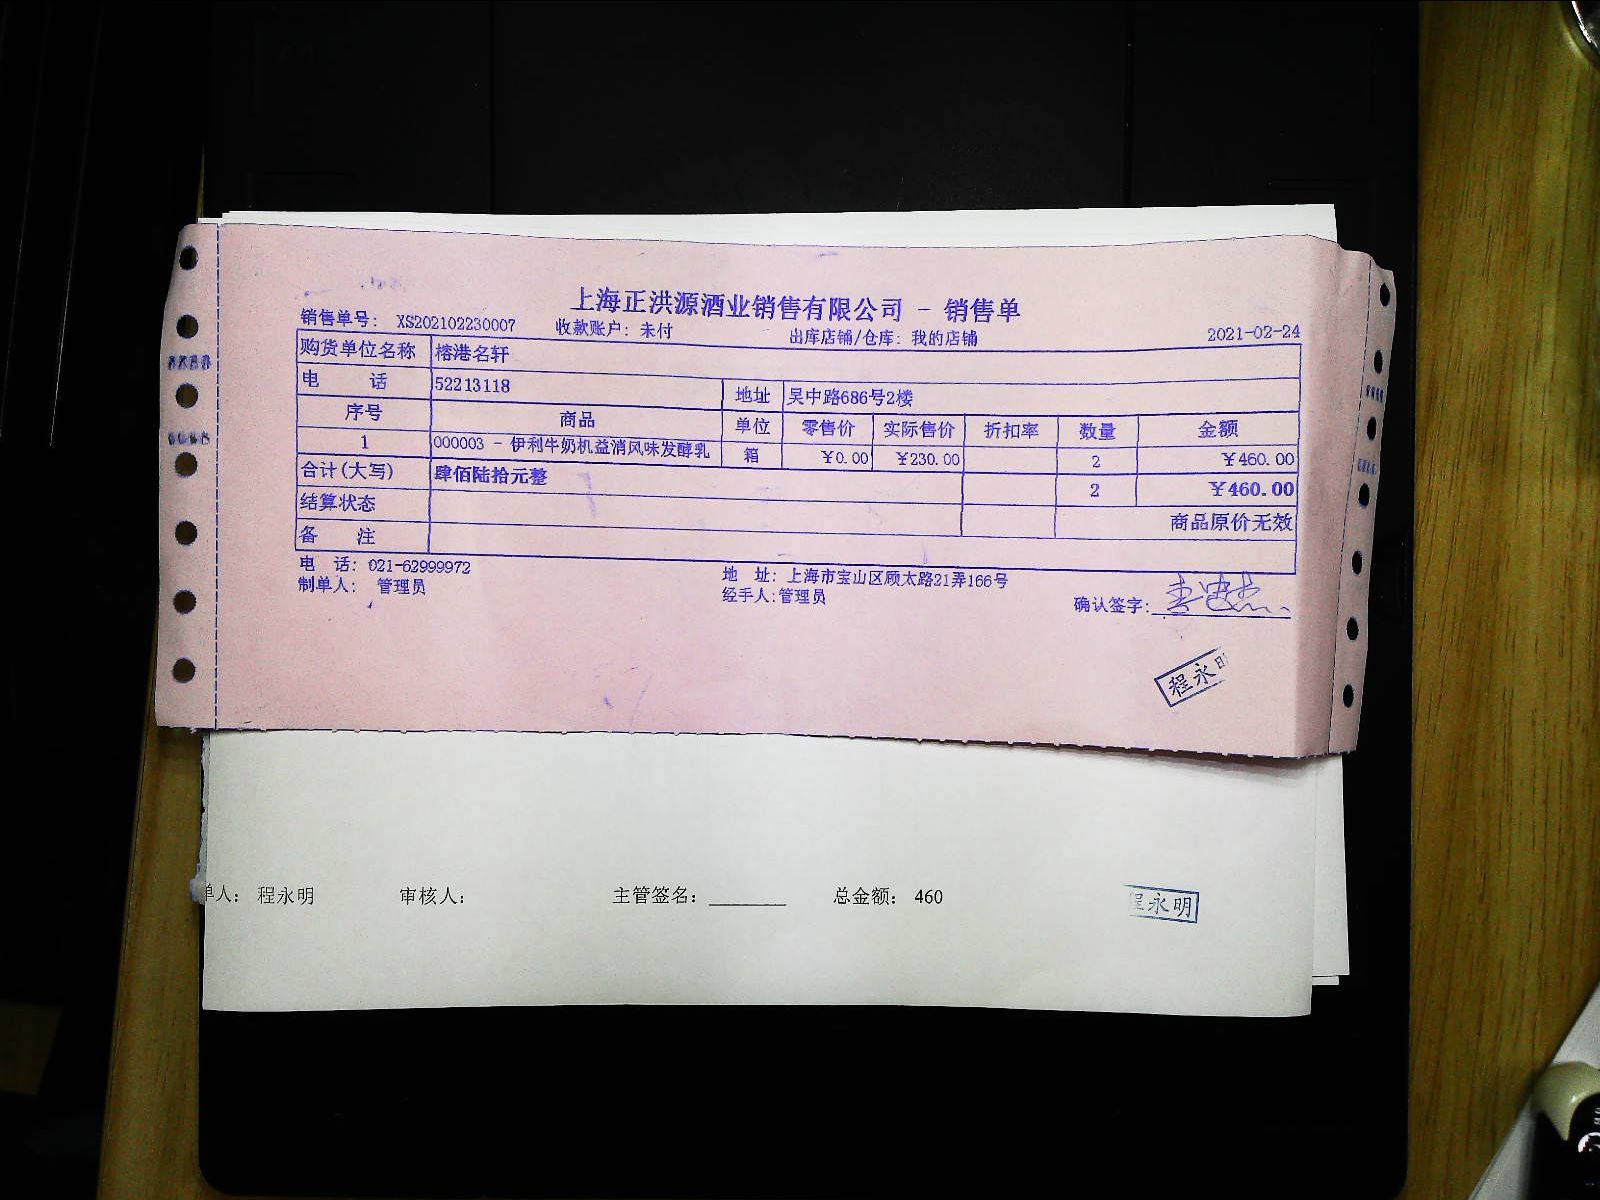 上海正洪源酒业销售有限公司 - 销售单
销售单号: XS202102230007 收款账户: 未付 出库店铺/仓库: 我的店铺 2021-02-24
购货单位名称 榕港名轩
电 话 52213118 地址 吴中路686号2楼
序号 商品 单位 零售价 实际售价 折扣率 数量 金额
1 000003 - 伊利牛奶机益消风味发酵乳 箱 ￥0.00 ￥230.00 2 ￥460.00
合计(大写) 肆佰陆拾元整 2 ￥460.00
结算状态 商品原价无效
备 注
电 话: 021-62999972 地 址: 上海市宝山区顾太路21弄166号
制单人: 管理员 经手人:管理员 确认签字:
程永明
单人: 程永明 审核人: 主管签名: 总金额: 460 程永明